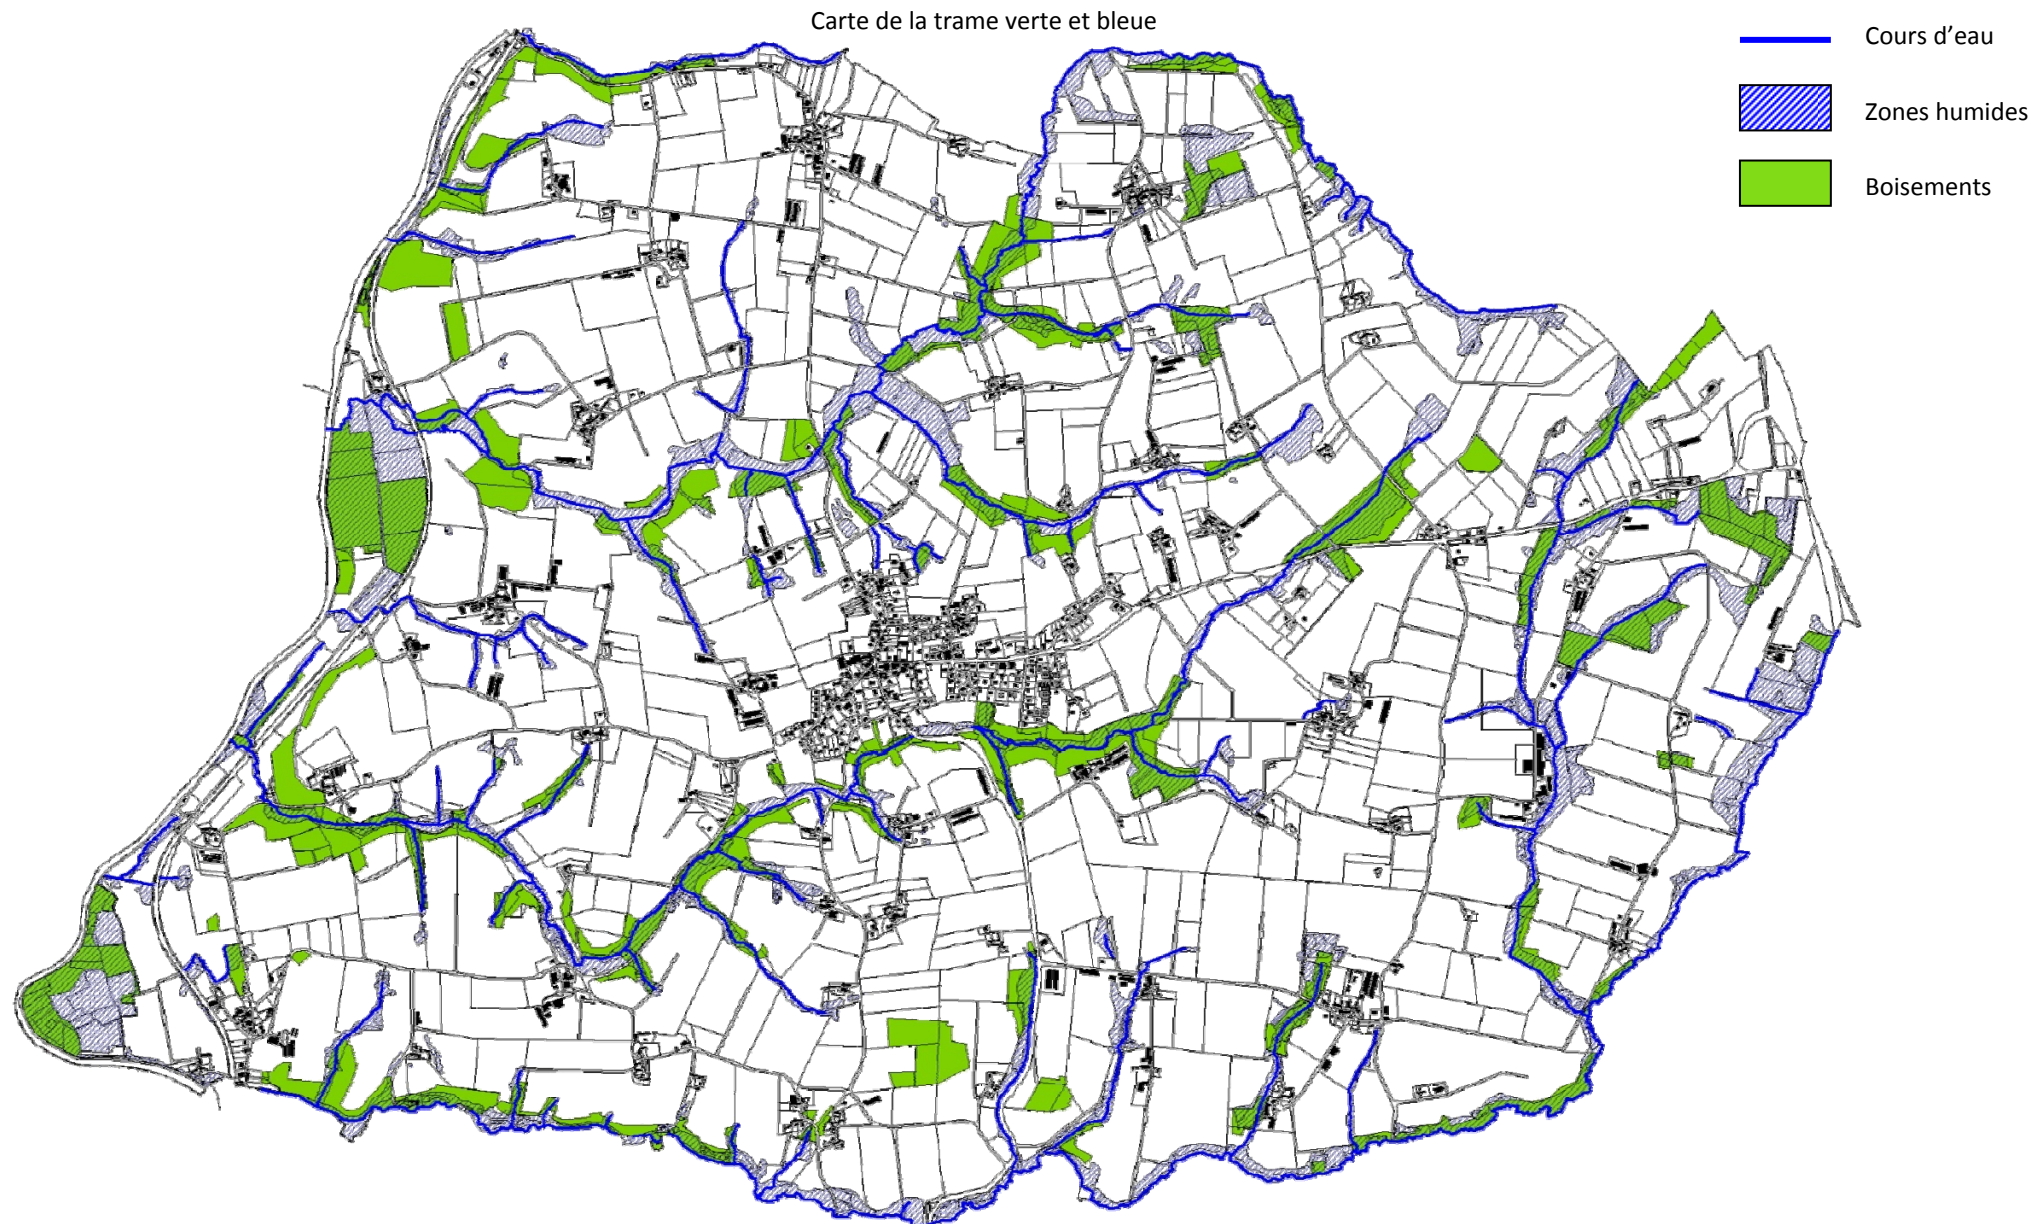 Carte de la trame verte et bleue
Cours d’eau
Zones humides
Boisements